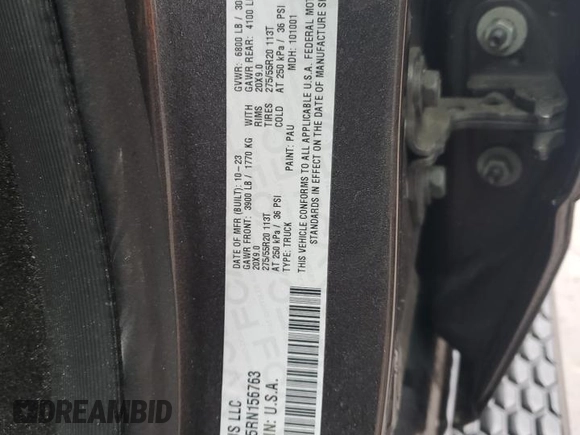 DATE OF MFR (BUILT): 10-23 GVWR: 6800 LB / 30
GAWR FRONT: 3900 LB / 1770 KG WITH GAWR REAR: 4100 L
20X9.0 RIMS 20X9.0
275/55R20 113T TIRES 275/55R20 113T
AT 250 kPa / 36 PSI COLD AT 250 kPa / 36 PSI
TYPE: TRUCK PAINT: PAU MDH: 101001
THIS VEHICLE CONFORMS TO ALL APPLICABLE U.S.A. FEDERAL MOT
STANDARDS IN EFFECT ON THE DATE OF MANUFACTURE S
US LLC
5RN156763
IN: U.S.A.
RIDESAFELY